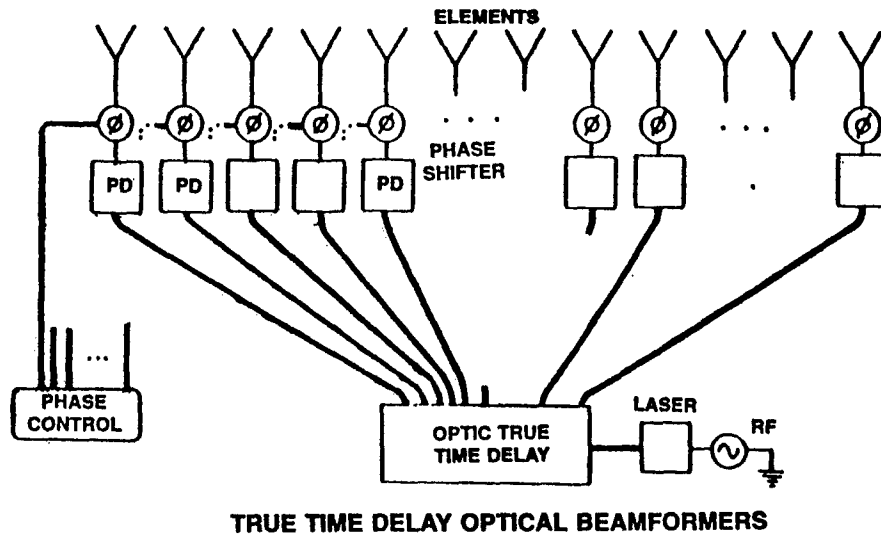 ELEMENTS
Ø Ø Ø Ø Ø Ø Ø Ø
PHASE
SHIFTER
PD PD PD
PHASE
CONTROL
LASER
RF
OPTIC TRUE
TIME DELAY
TRUE TIME DELAY OPTICAL BEAMFORMERS